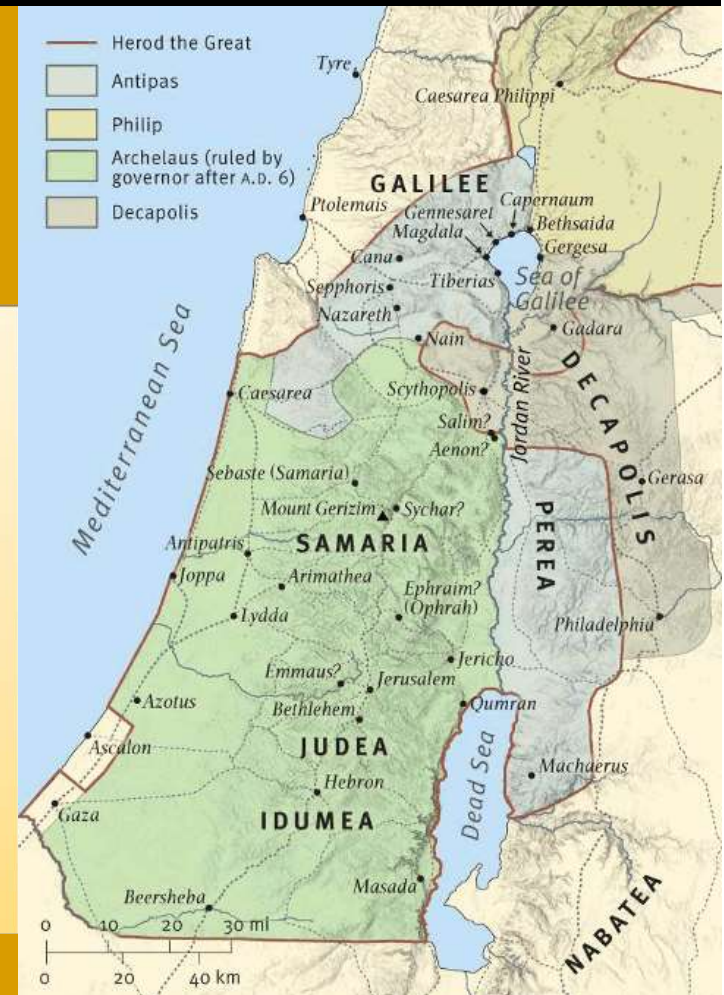 Herod the Great
Antipas
Philip
Archelaus (ruled by
governor after A.D. 6)
Decapolis
Tyre
Caesarea Philippi
GALILEE
Ptolemais
Capernaum
Gennesaret
Bethsaida
Magdala
Gergesa
Cana
Tiberias
Sea of
Galilee
Sepphoris
Nazareth
Gadara
Nain
Mediterranean Sea
Jordan River
DECAPOLIS
Caesarea
Scythopolis
Salim?
Aenon?
Sebaste (Samaria)
Gerasa
Mount Gerizim
Sychar?
PEREA
SAMARIA
Antipatris
Joppa
Arimathea
Ephraim?
(Ophrah)
Lydda
Philadelphia
Jericho
Emmaus?
Jerusalem
Azotus
Bethlehem
Qumran
Ascalon
JUDEA
Dead Sea
Machaerus
Hebron
Gaza
IDUMEA
Masada
NABATEA
Beersheba
0 10 20 30 mi
0 20 40 km